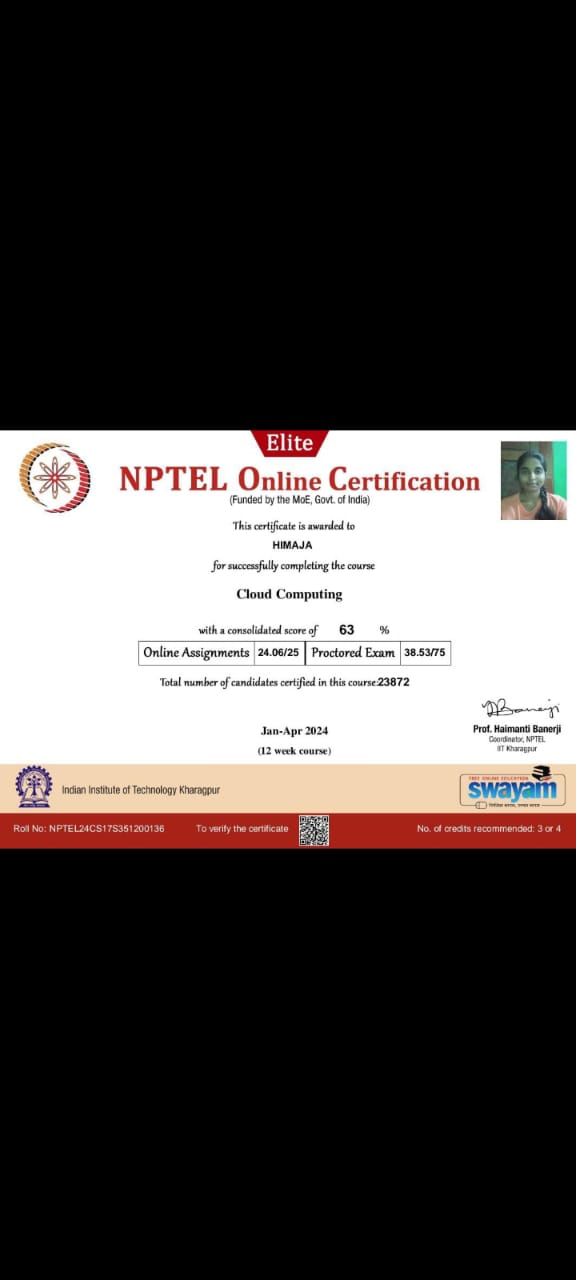 Elite
NPTEL Online Certification
(Funded by the MoE, Govt. of India)
This certificate is awarded to
HIMAJA
for successfully completing the course
Cloud Computing
with a consolidated score of 63 %
Online Assignments 24.06/25 Proctored Exam 38.53/75
Total number of candidates certified in this course:23872
Jan-Apr 2024
(12 week course)
Prof. Haimanti Banerji
Coordinator, NPTEL
IIT Kharagpur
Indian Institute of Technology Kharagpur
FREE ONLINE EDUCATION
swayam
शिक्षित भारत, उन्नत भारत
Roll No: NPTEL24CS17S351200136 To verify the certificate No. of credits recommended: 3 or 4